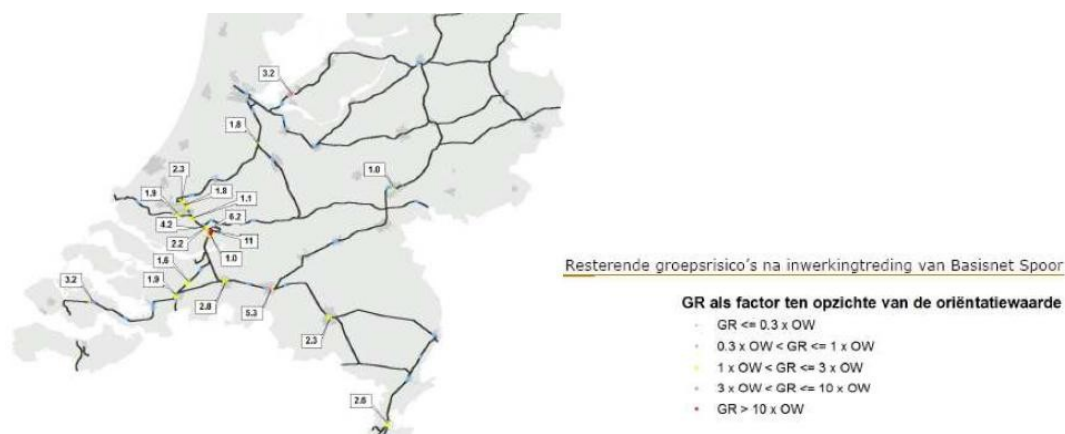 3.2
1.8
1.0
2.3
1.8
1.9
1.1
6.2
4.2
11
2.2
1.0
1.6
3.2
1.9
2.8
5.3
2.3
2.8
Resterende groepsrisico's na inwerkingtreding van Basisnet Spoor
GR als factor ten opzichte van de oriëntatiewaarde
GR <= 0.3 x OW
0.3 x OW < GR <= 1 x OW
1 x OW < GR <= 3 x OW
3 x OW < GR <= 10 x OW
GR > 10 x OW